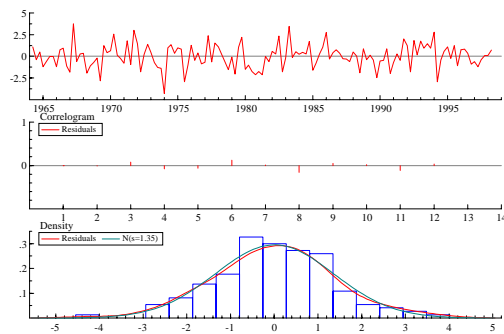 5
2.5
0
-2.5
1965 1970 1975 1980 1985 1990 1995
Correlogram
1
Residuals
0
1 2 3 4 5 6 7 8 9 10 11 12 13 14
Density
Residuals N(s=1.35)
.3
.2
.1
-5 -4 -3 -2 -1 0 1 2 3 4 5